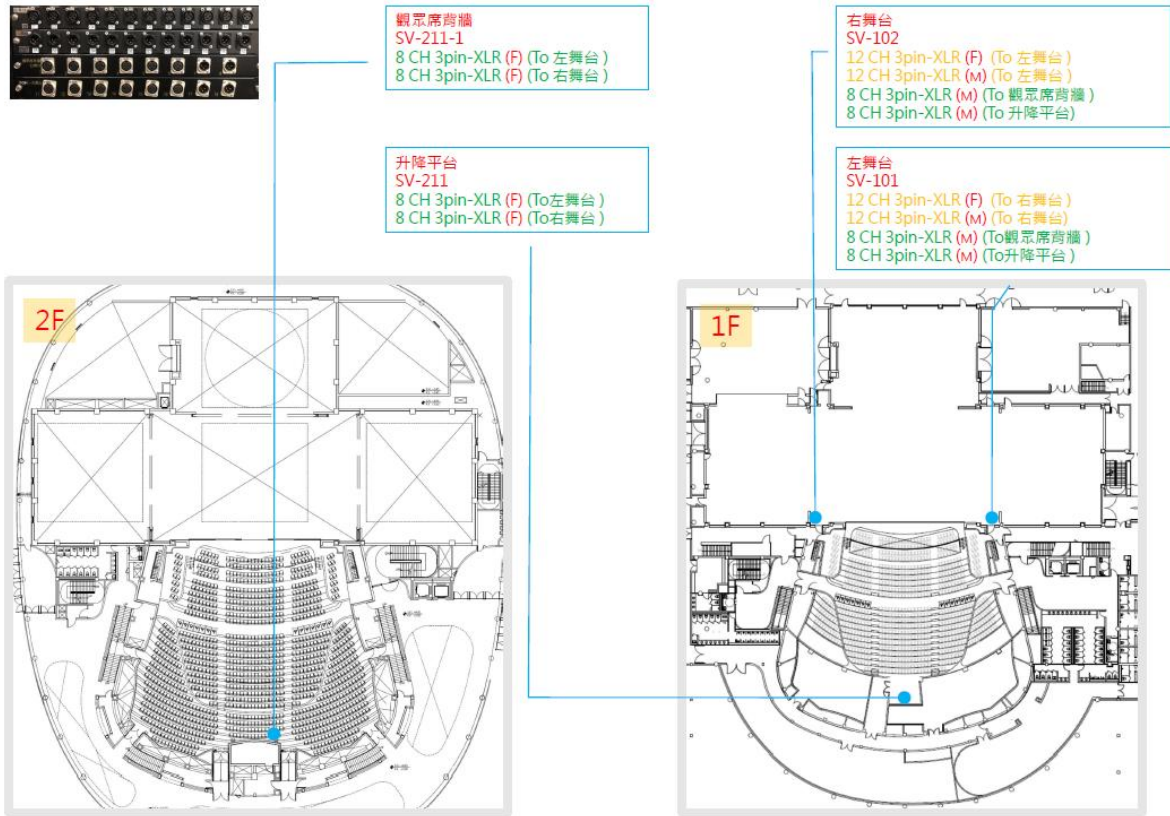 觀眾席背牆
SV-211-1
8 CH 3pin-XLR (F) (To 左舞台 )
8 CH 3pin-XLR (F) (To 右舞台 )
右舞台
SV-102
12 CH 3pin-XLR (F) (To 左舞台 )
12 CH 3pin-XLR (M) (To 左舞台 )
8 CH 3pin-XLR (M) (To 觀眾席背牆 )
8 CH 3pin-XLR (M) (To 升降平台)
升降平台
SV-211
8 CH 3pin-XLR (F) (To左舞台 )
8 CH 3pin-XLR (F) (To右舞台 )
左舞台
SV-101
12 CH 3pin-XLR (F) (To 右舞台 )
12 CH 3pin-XLR (M) (To 右舞台)
8 CH 3pin-XLR (M) (To觀眾席背牆 )
8 CH 3pin-XLR (M) (To升降平台 )
2F
1F